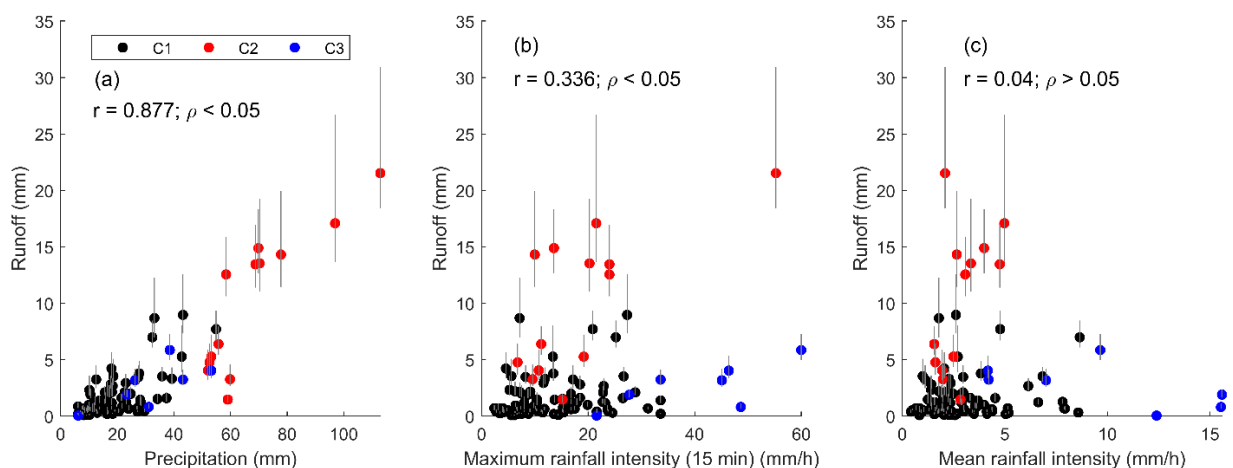 35
30
25
20
15
10
5
0
Runoff (mm)
C1 C2 C3
(a)
r = 0.877; ρ < 0.05
0 20 40 60 80 100
Precipitation (mm)
35
30
25
20
15
10
5
0
Runoff (mm)
(b)
r = 0.336; ρ < 0.05
0 20 40 60
Maximum rainfall intensity (15 min) (mm/h)
35
30
25
20
15
10
5
0
Runoff (mm)
(c)
r = 0.04; ρ > 0.05
0 5 10 15
Mean rainfall intensity (mm/h)